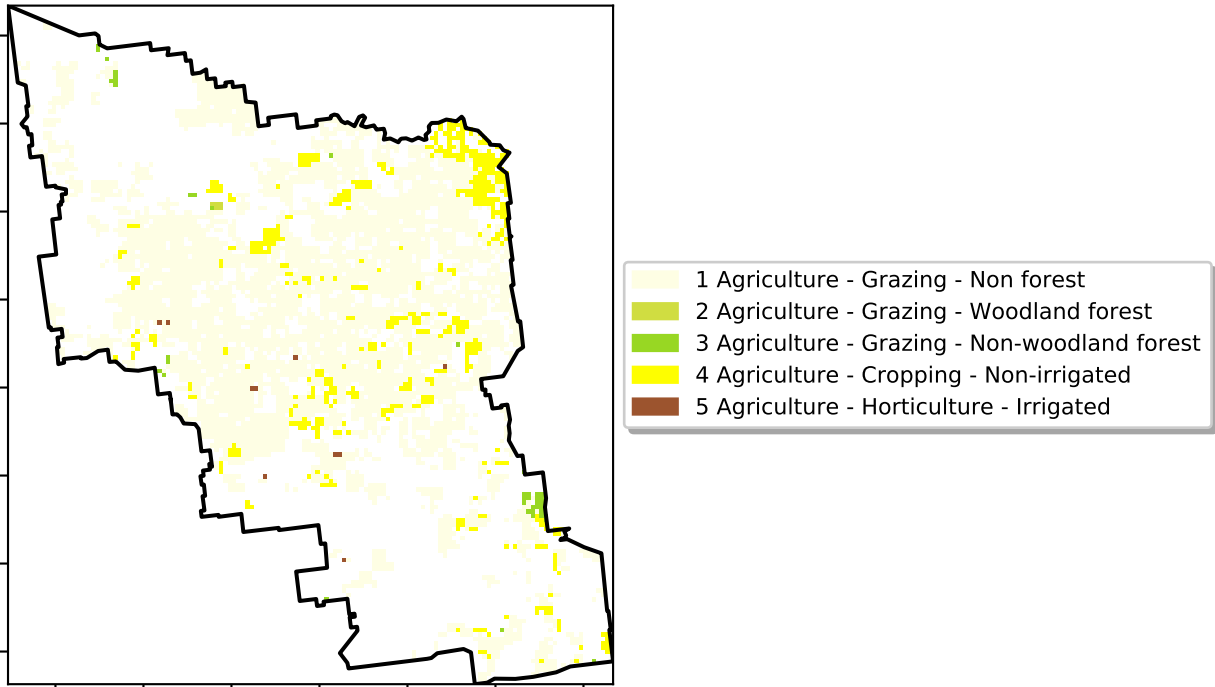 1 Agriculture - Grazing - Non forest
2 Agriculture - Grazing - Woodland forest
3 Agriculture - Grazing - Non-woodland forest
4 Agriculture - Cropping - Non-irrigated
5 Agriculture - Horticulture - Irrigated